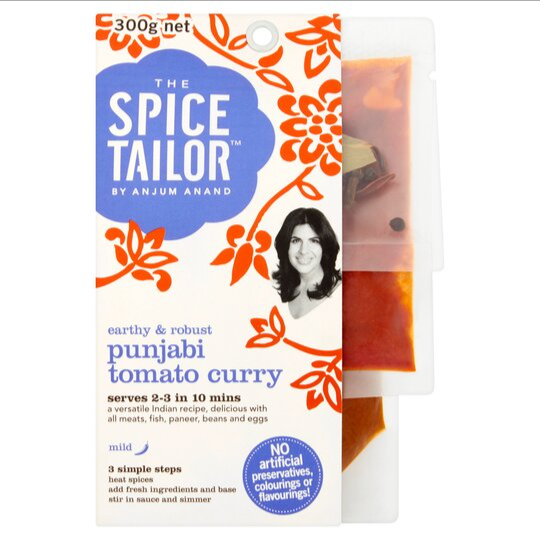 300g net
THE
SPICE
TAILOR™
BY ANJUM ANAND
earthy & robust
punjabi
tomato curry
serves 2-3 in 10 mins
a versatile Indian recipe, delicious with
all meats, fish, paneer, beans and eggs
mild
3 simple steps
heat spices
add fresh ingredients and base
stir in sauce and simmer
NO
artificial
preservatives,
colourings or
flavourings!